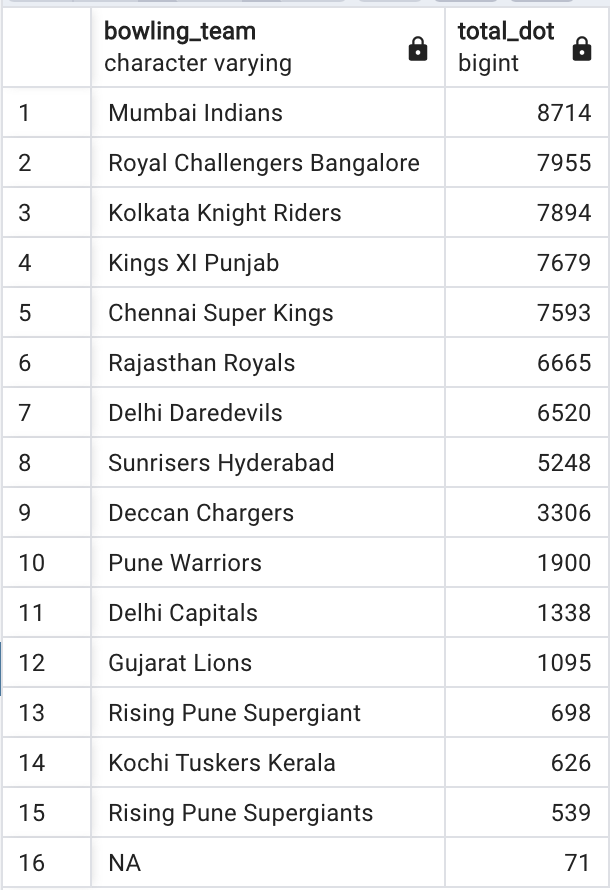 bowling_team total_dot
character varying bigint
1 Mumbai Indians 8714
2 Royal Challengers Bangalore 7955
3 Kolkata Knight Riders 7894
4 Kings XI Punjab 7679
5 Chennai Super Kings 7593
6 Rajasthan Royals 6665
7 Delhi Daredevils 6520
8 Sunrisers Hyderabad 5248
9 Deccan Chargers 3306
10 Pune Warriors 1900
11 Delhi Capitals 1338
12 Gujarat Lions 1095
13 Rising Pune Supergiant 698
14 Kochi Tuskers Kerala 626
15 Rising Pune Supergiants 539
16 NA 71